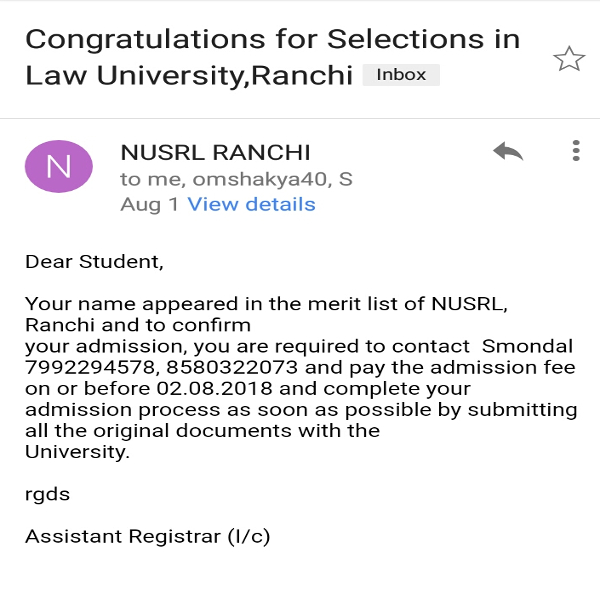 Congratulations for Selections in
Law University,Ranchi Inbox
N
NUSRL RANCHI
to me, omshakya40, S
Aug 1 View details
Dear Student,
Your name appeared in the merit list of NUSRL,
Ranchi and to confirm
your admission, you are required to contact  Smondal
7992294578, 8580322073 and pay the admission fee
on or before 02.08.2018 and complete your
admission process as soon as possible by submitting
all the original documents with the
University.
rgds
Assistant Registrar (I/c)